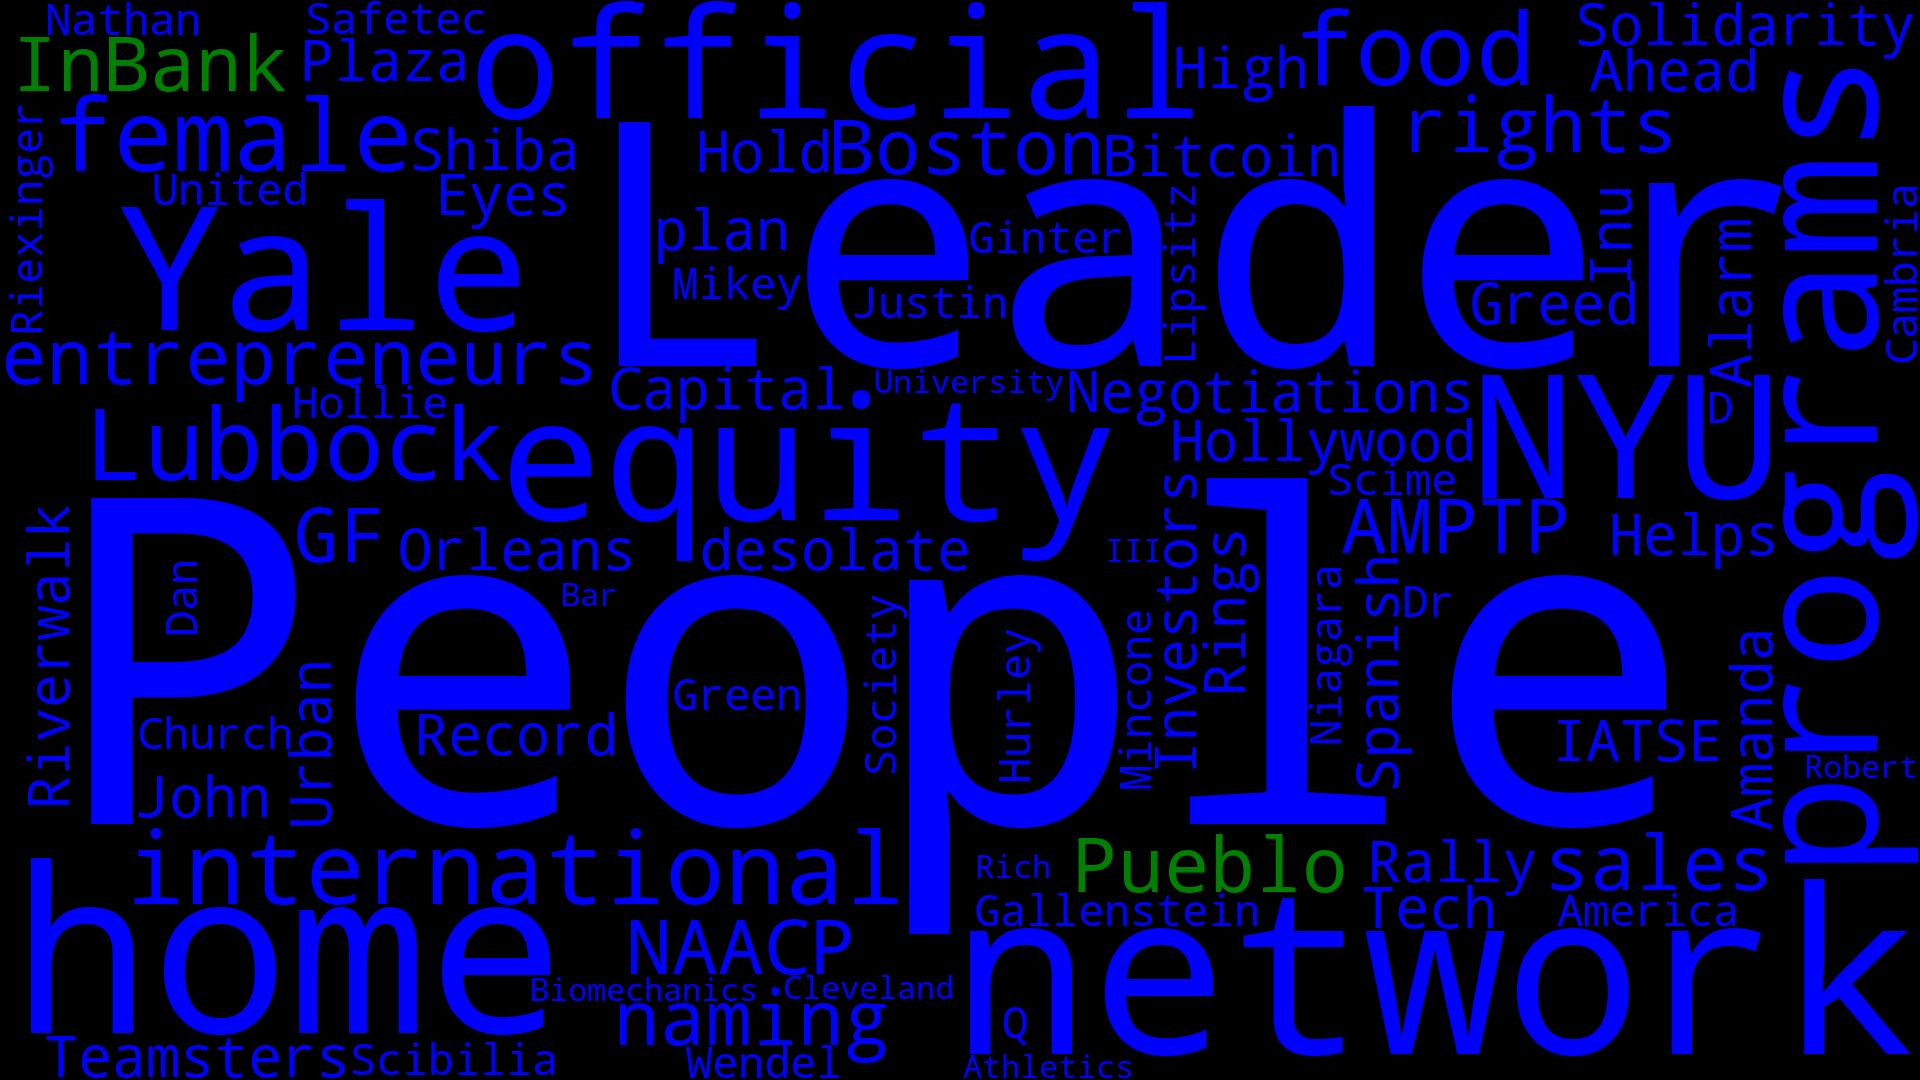 Nathan
Safetec
official
food
Solidarity
InBank
Plaza
High
Ahead
female
Shiba
Hold
Boston
Bitcoin
rights
programs
Riexinger
United
Eyes
Leader
Yale
plan
Ginter
Lipsitz
Inu
Alarm
Cambria
Mikey
Justin
Greed
entrepreneurs
Hollie
Capital
University
Negotiations
NYU
D
Lubbock
equity
Hollywood
Scime
AMPTP
Helps
Riverwalk
People
GF
Orleans
desolate
III
Investors
Rings
Dan
Bar
Society
Hurley
Mincone
Niagara
Spanish
Dr
Green
Church
Urban
Record
IATSE
Amanda
Robert
John
international
Rich
Pueblo
Rally
sales
home
NAACP
Gallenstein
Tech
America
network
Biomechanics
Cleveland
naming
Q
Teamsters
Scibilia
Wendel
Athletics